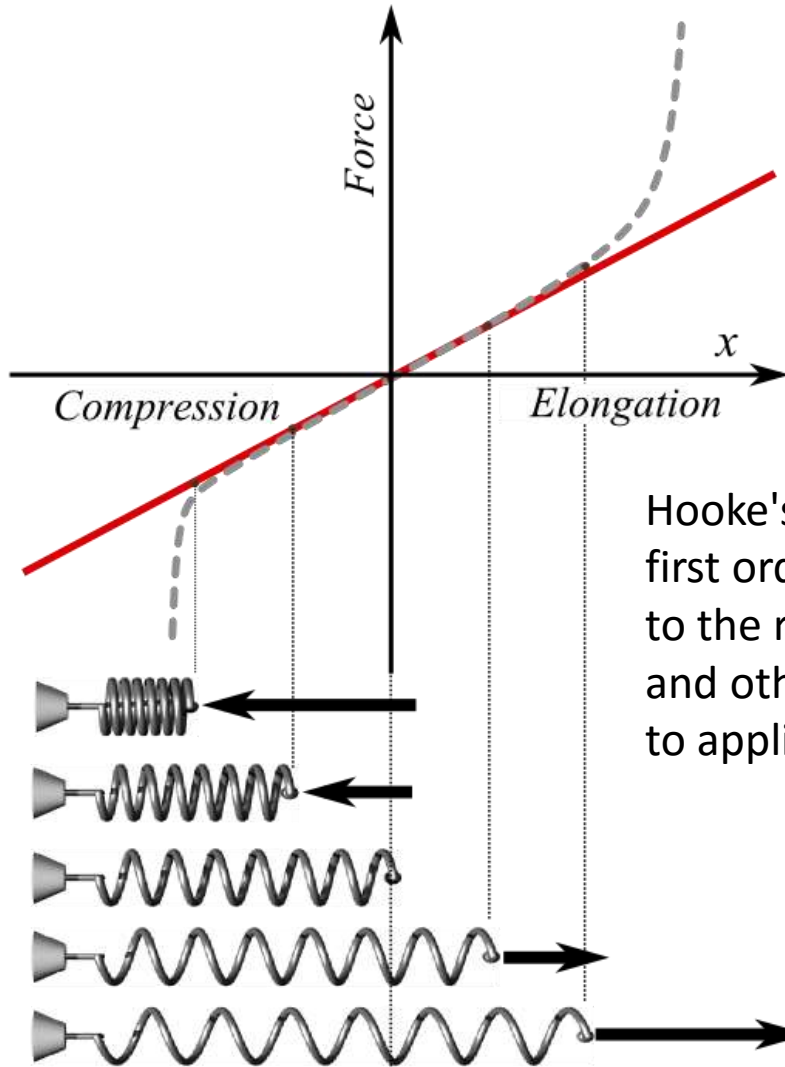 Force
x
Compression
Elongation
Hooke's
first ord
to the r
and oth
to appli